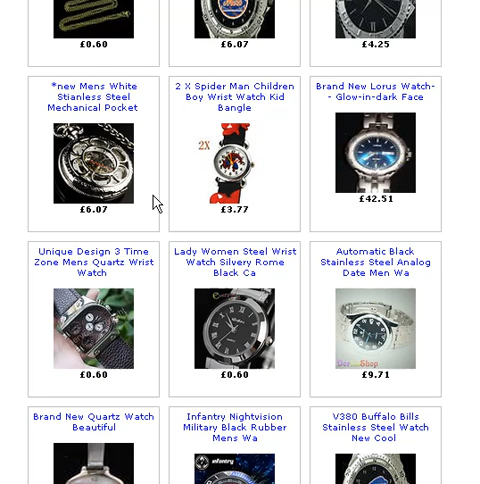 £0.60
£6.07
£4.25
*new Mens White
Stianless Steel
Mechanical Pocket
2 X Spider Man Children
Boy Wrist Watch Kid
Bangle
Brand New Lorus Watch-
- Glow-in-dark Face
2X
£6.07
£3.77
£42.51
Unique Design 3 Time
Zone Mens Quartz Wrist
Watch
Lady Women Steel Wrist
Watch Silvery Rome
Black Ca
Automatic Black
Stainless Steel Analog
Date Men Wa
£0.60
£0.60
£9.71
Brand New Quartz Watch
Beautiful
Infantry Nightvision
Military Black Rubber
Mens Wa
V380 Buffalo Bills
Stainless Steel Watch
New Cool
infantry